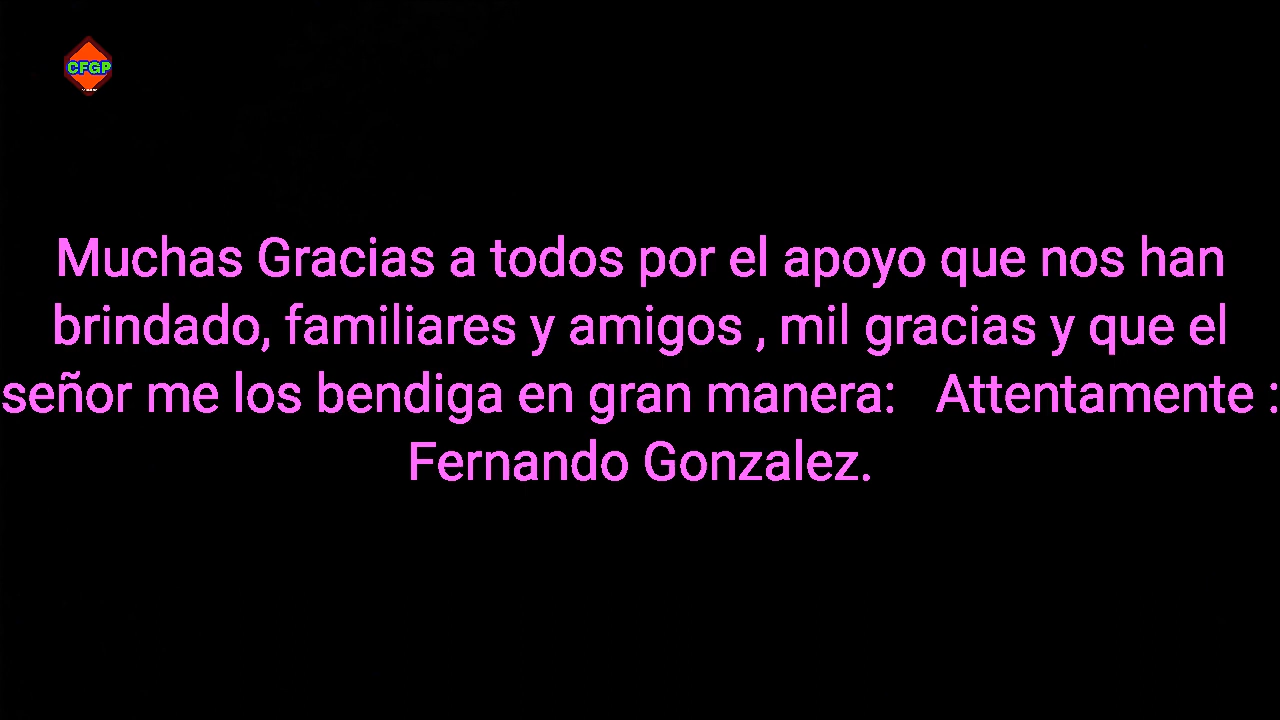 CFGP
Muchas Gracias a todos por el apoyo que nos han
brindado, familiares y amigos , mil gracias y que el
señor me los bendiga en gran manera:   Attentamente :
Fernando Gonzalez.